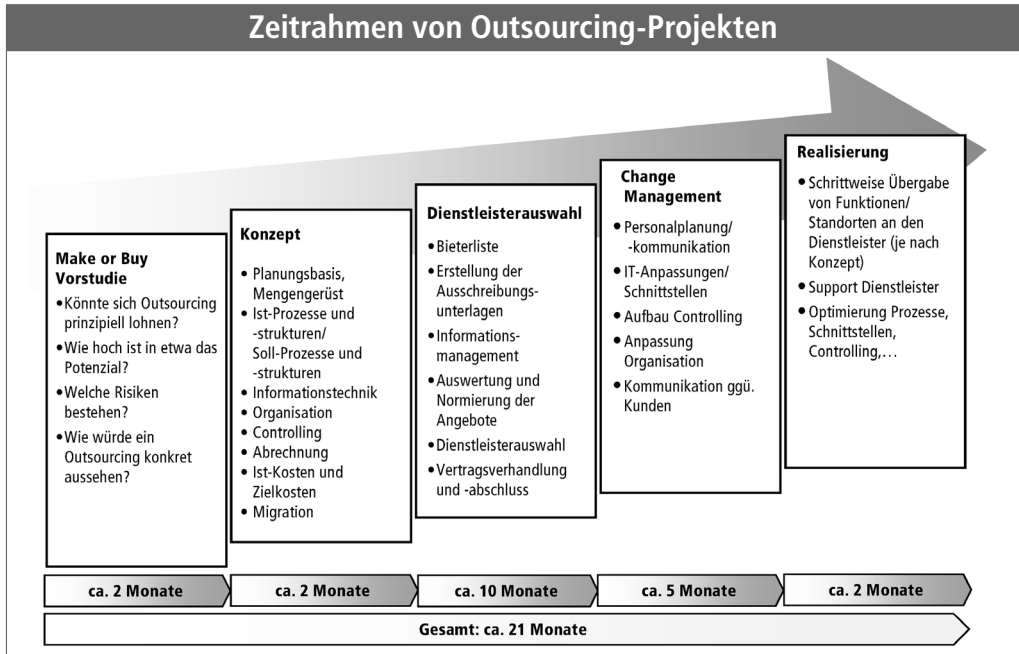 Zeitrahmen von Outsourcing-Projekten
Make or Buy
Vorstudie
•Könnte sich Outsourcing
prinzipiell lohnen?
•Wie hoch ist in etwa das
Potenzial?
•Welche Risiken
bestehen?
•Wie würde ein
Outsourcing konkret
aussehen?
Konzept
• Planungsbasis,
Mengengerüst
• Ist-Prozesse und
-strukturen/
Soll-Prozesse und
-strukturen
• Informationstechnik
• Organisation
• Controlling
• Abrechnung
• Ist-Kosten und
Zielkosten
• Migration
Dienstleisterauswahl
•Bieterliste
•Erstellung der
Ausschreibungs-
unterlagen
•Informations-
management
•Auswertung und
Normierung der
Angebote
•Dienstleisterauswahl
•Vertragsverhandlung
und -abschluss
Change
Management
• Personalplanung/
-kommunikation
• IT-Anpassungen/
Schnittstellen
• Aufbau Controlling
• Anpassung
Organisation
• Kommunikation ggü.
Kunden
Realisierung
• Schrittweise Übergabe
von Funktionen/
Standorten an den
Dienstleister (je nach
Konzept)
• Support Dienstleister
• Optimierung Prozesse,
Schnittstellen,
Controlling,…
ca. 2 Monate
ca. 2 Monate
ca. 10 Monate
ca. 5 Monate
ca. 2 Monate
Gesamt: ca. 21 Monate